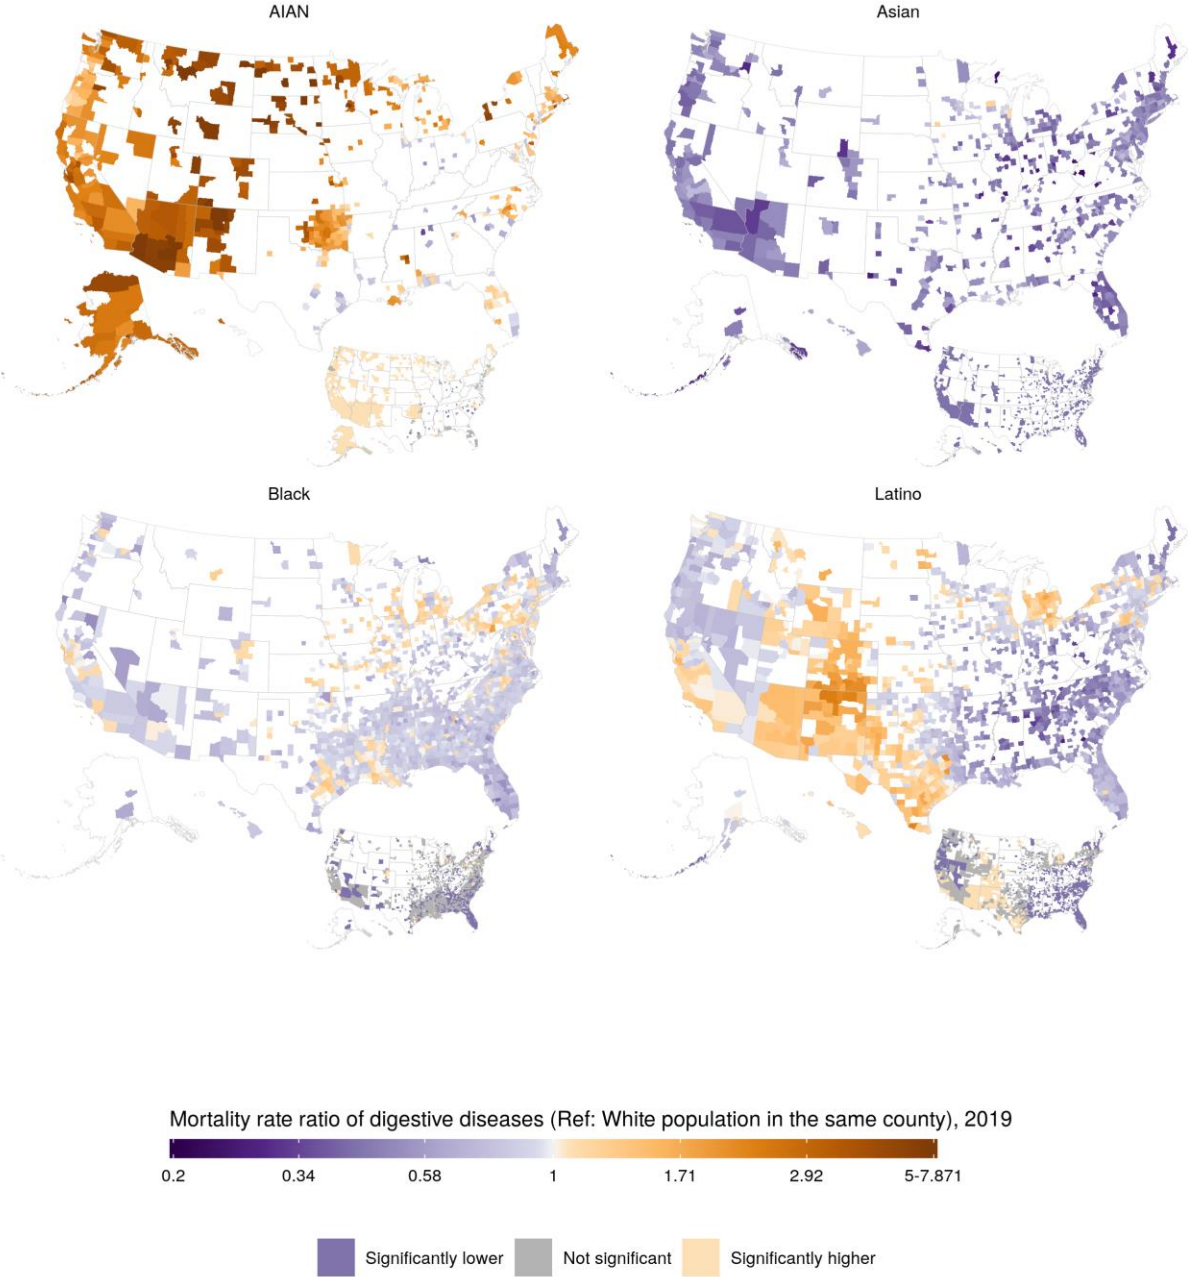 AIAN
Asian
Black
Latino
Mortality rate ratio of digestive diseases (Ref: White population in the same county), 2019
0.2 0.34 0.58 1 1.71 2.92 5-7.871
Significantly lower Not significant Significantly higher